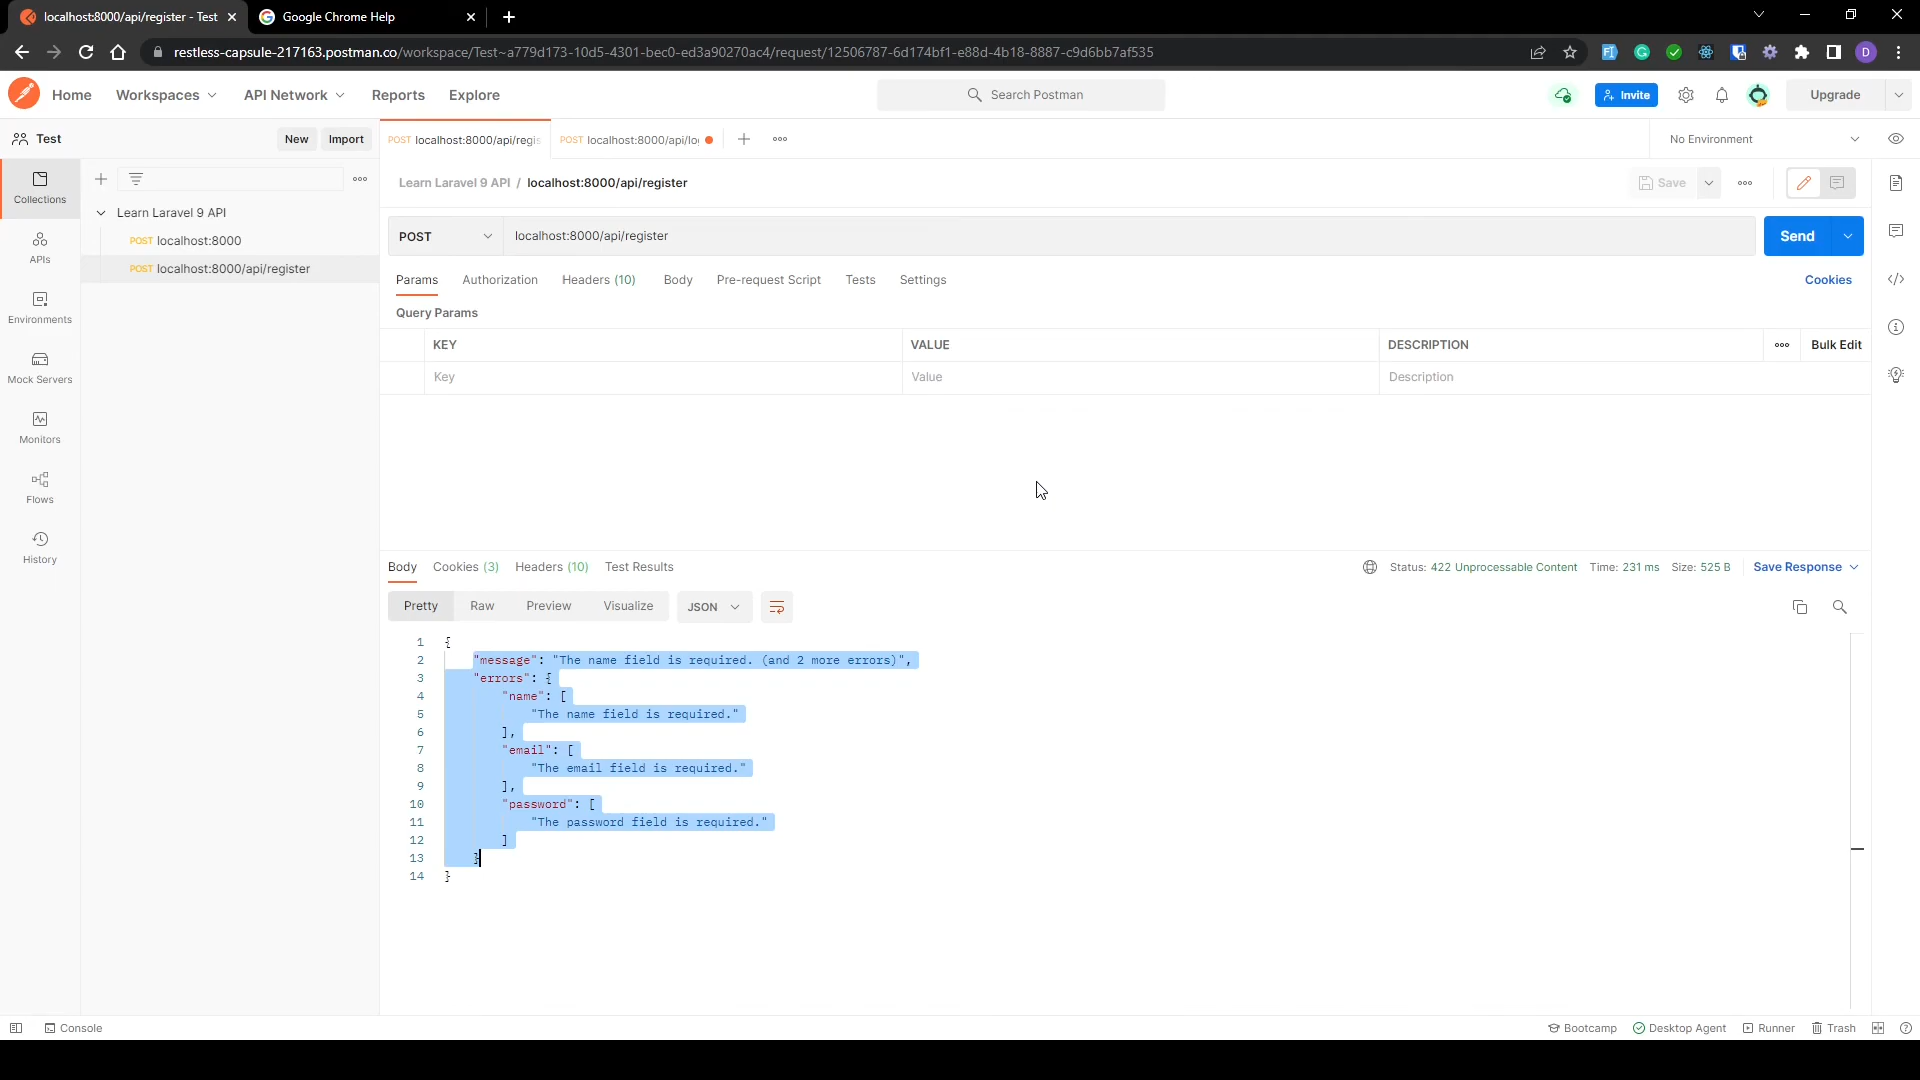 localhost:8000/api/register - Test
Google Chrome Help
restless-capsule-217163.postman.co/workspace/Test~a779d173-10d5-4301-bec0-ed3a90270ac4/request/12506787-6d174bf1-e88d-4b18-8887-c9d6bb7af535
D
Home
Workspaces
API Network
Reports
Explore
Search Postman
Invite
Upgrade
Test
New
Import
POST localhost:8000/api/regis
POST localhost:8000/api/lo
No Environment
Learn Laravel 9 API / localhost:8000/api/register
Save
Collections
APIs
Environments
Mock Servers
Monitors
Flows
History
Learn Laravel 9 API
POST localhost:8000
POST localhost:8000/api/register
POST
localhost:8000/api/register
Send
Params
Authorization
Headers (10)
Body
Pre-request Script
Tests
Settings
Cookies
Query Params
KEY
VALUE
DESCRIPTION
Bulk Edit
Key
Value
Description
Body
Cookies (3)
Headers (10)
Test Results
Status: 422 Unprocessable Content
Time: 231 ms
Size: 525 B
Save Response
Pretty
Raw
Preview
Visualize
JSON
1 {
2 "message": "The name field is required. (and 2 more errors)",
3 "errors": {
4 "name": [
5 "The name field is required."
6 ],
7 "email": [
8 "The email field is required."
9 ],
10 "password": [
11 "The password field is required."
12 ]
13 }
14 }
Console
Bootcamp
Desktop Agent
Runner
Trash